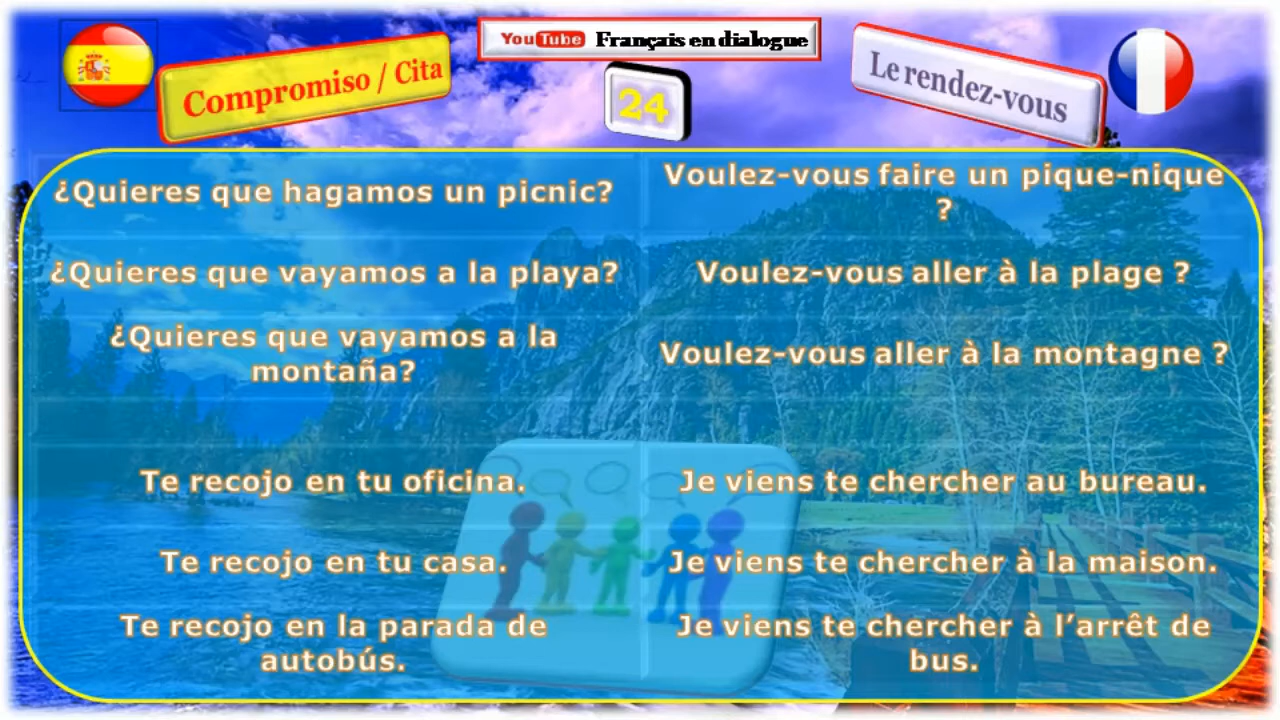 YouTube Français en dialogue
Compromiso / Cita
24
Le rendez-vous
¿Quieres que hagamos un picnic?
Voulez-vous faire un pique-nique
?
¿Quieres que vayamos a la playa?
Voulez-vous aller à la plage ?
¿Quieres que vayamos a la
montaña?
Voulez-vous aller à la montagne ?
Te recojo en tu oficina.
Je viens te chercher au bureau.
Te recojo en tu casa.
Je viens te chercher à la maison.
Te recojo en la parada de
autobús.
Je viens te chercher à l’arrêt de
bus.